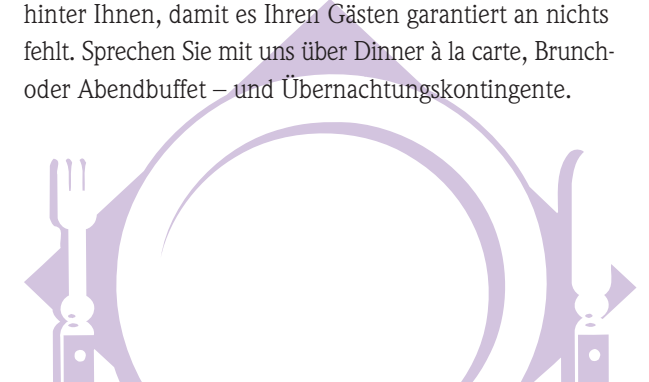 hinter Ihnen, damit es Ihren Gästen garantiert an nichts
fehlt. Sprechen Sie mit uns über Dinner à la carte, Brunch-
oder Abendbuffet – und Übernachtungskontingente.